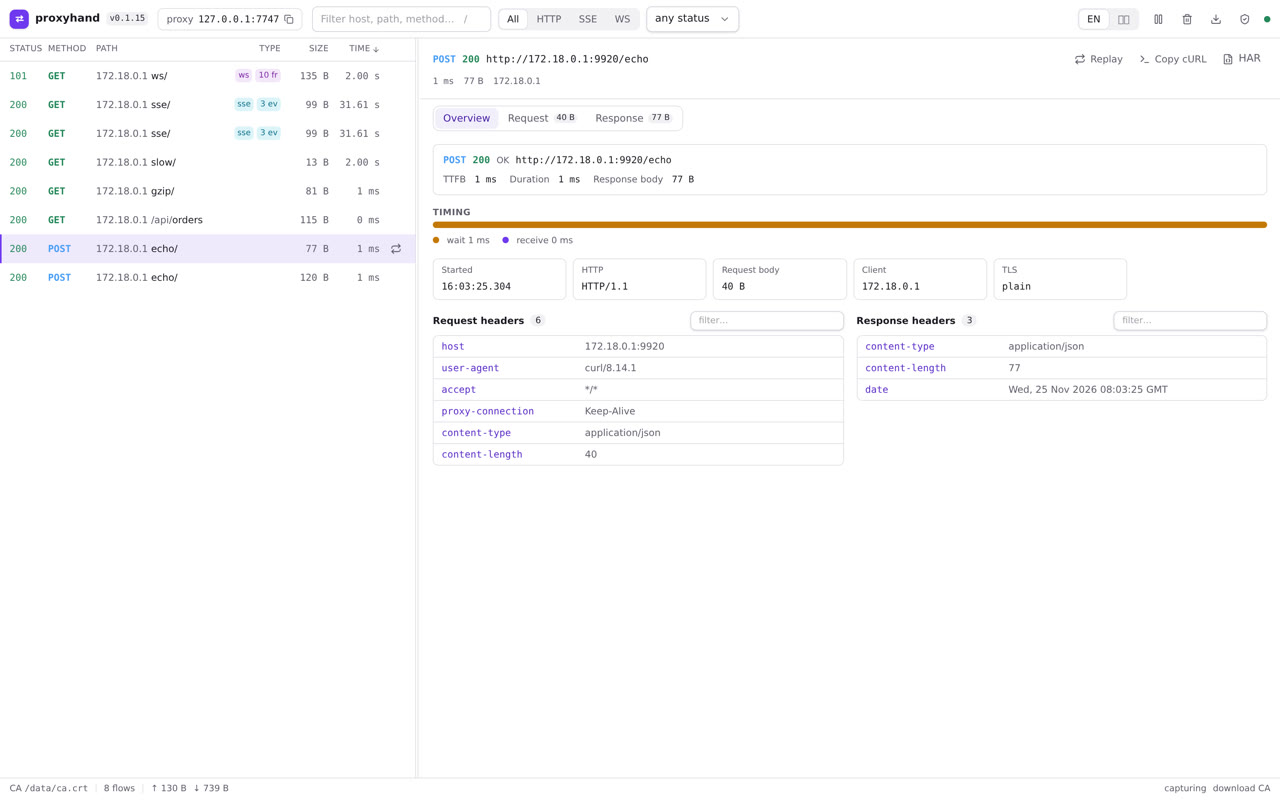 proxyhand v0.1.15 proxy 127.0.0.1:7747 Filter host, path, method... / All HTTP SSE WS any status EN
STATUS METHOD PATH TYPE SIZE TIME ↓
101 GET 172.18.0.1 ws/ ws 10 fr 135 B 2.00 s
200 GET 172.18.0.1 sse/ sse 3 ev 99 B 31.61 s
200 GET 172.18.0.1 sse/ sse 3 ev 99 B 31.61 s
200 GET 172.18.0.1 slow/ 13 B 2.00 s
200 GET 172.18.0.1 gzip/ 81 B 1 ms
200 GET 172.18.0.1 /api/orders 115 B 0 ms
200 POST 172.18.0.1 echo/ 77 B 1 ms
200 POST 172.18.0.1 echo/ 120 B 1 ms
POST 200 http://172.18.0.1:9920/echo Replay Copy cURL HAR
1 ms 77 B 172.18.0.1
Overview Request 40 B Response 77 B
POST 200 OK http://172.18.0.1:9920/echo
TTFB 1 ms Duration 1 ms Response body 77 B
TIMING
wait 1 ms receive 0 ms
Started HTTP Request body Client TLS
16:03:25.304 HTTP/1.1 40 B 172.18.0.1 plain
Request headers 6 filter...
host 172.18.0.1:9920
user-agent curl/8.14.1
accept */*
proxy-connection Keep-Alive
content-type application/json
content-length 40
Response headers 3 filter...
content-type application/json
content-length 77
date Wed, 25 Nov 2026 08:03:25 GMT
CA /data/ca.crt 8 flows ↑ 130 B ↓ 739 B capturing download CA